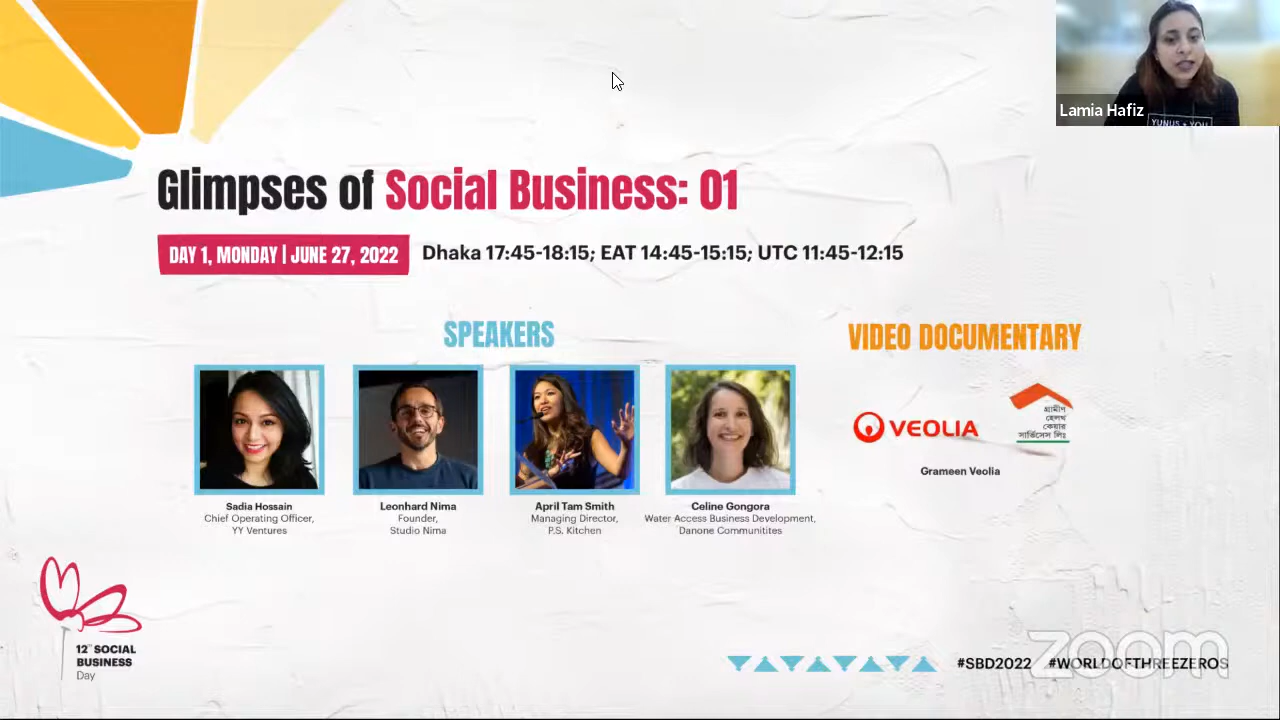 Lamia Hafiz
YUNUS + YOU
Glimpses of Social Business: 01
DAY 1, MONDAY | JUNE 27, 2022
Dhaka 17:45-18:15; EAT 14:45-15:15; UTC 11:45-12:15
SPEAKERS
VIDEO DOCUMENTARY
Sadia Hossain
Chief Operating Officer,
YY Ventures
Leonhard Nima
Founder,
Studio Nima
April Tam Smith
Managing Director,
P.S. Kitchen
Celine Gongora
Water Access Business Development,
Danone Communitites
VEOLIA
গ্রামীণ
হেলথ
কেয়ার
সার্ভিসেস লিঃ
Grameen Veolia
12th SOCIAL
BUSINESS
Day
#SBD2022 #WORLDOFTHREEZEROS
zoom